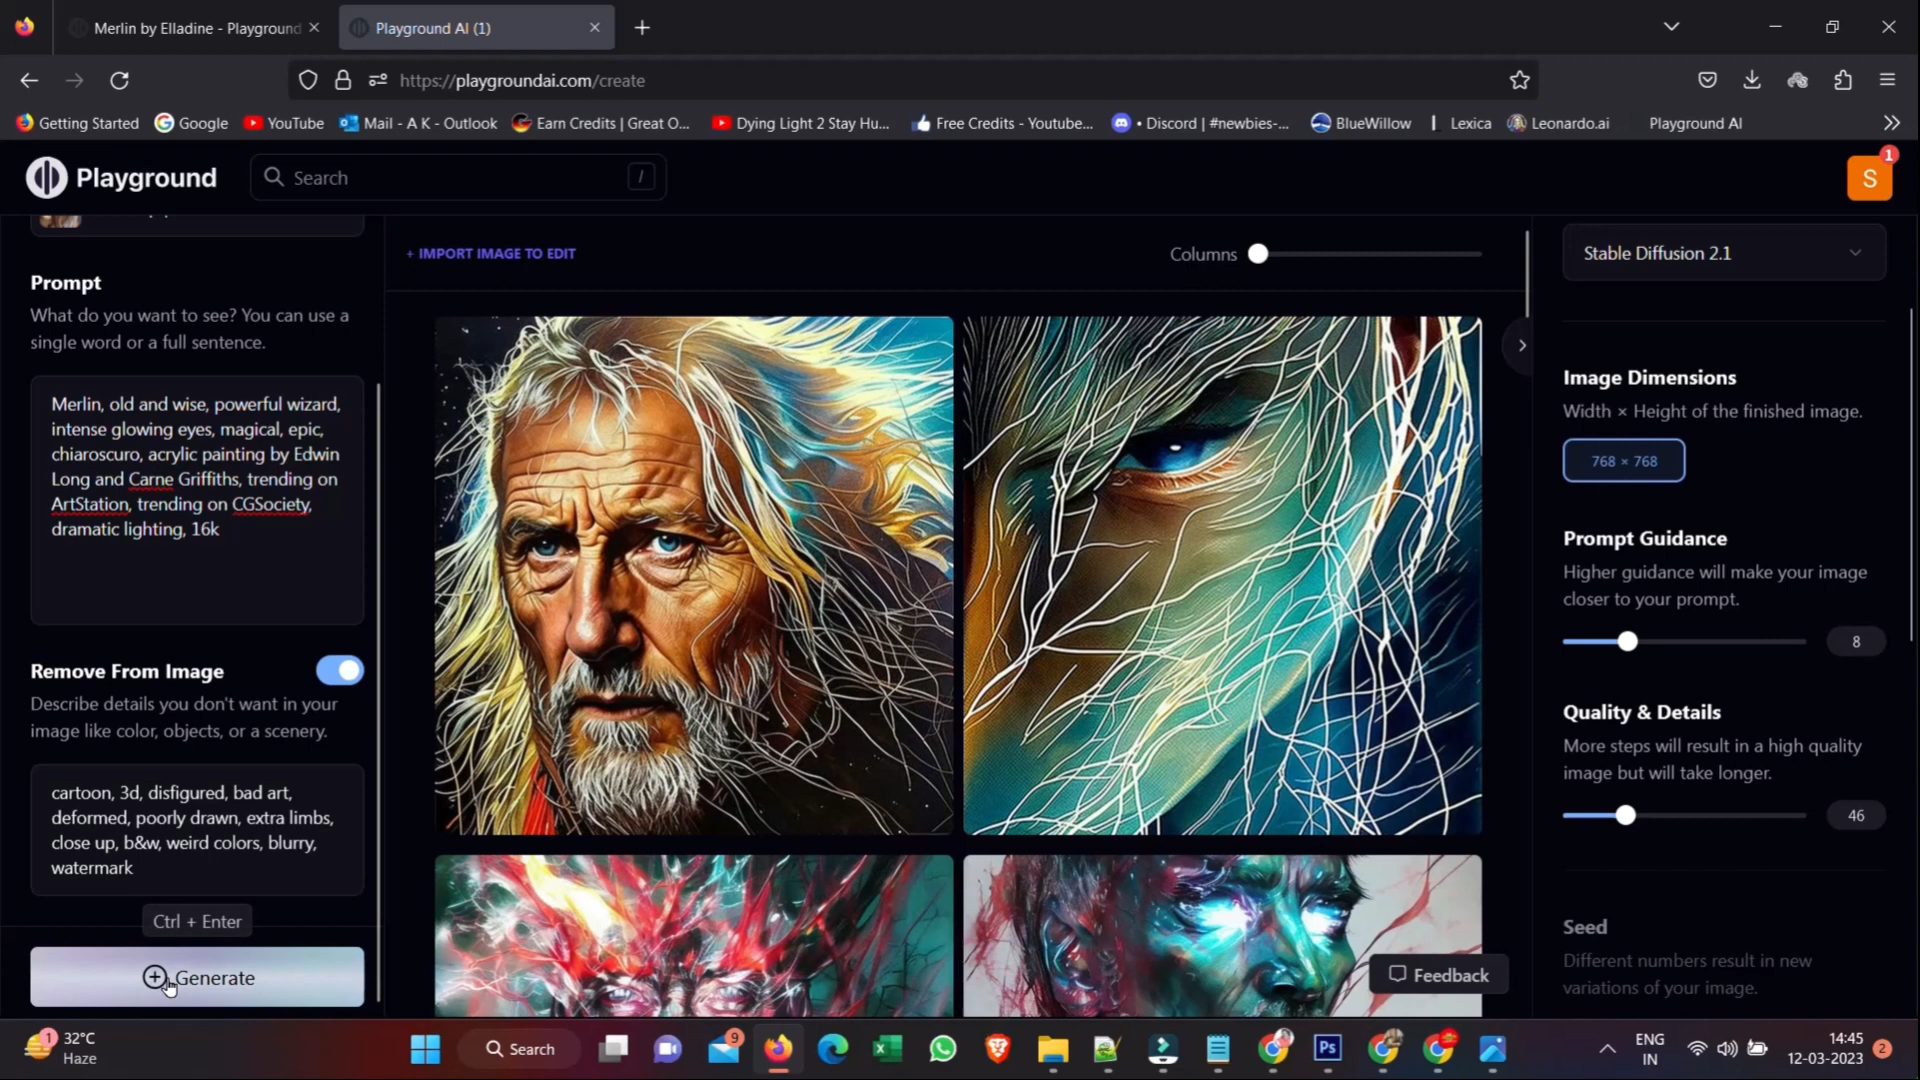 Merlin by Elladine - Playground
Playground AI (1)
https://playgroundai.com/create
Getting Started
Google
YouTube
Mail - A K - Outlook
Earn Credits | Great O...
Dying Light 2 Stay Hu...
Free Credits - Youtube...
• Discord | #newbies-...
BlueWillow
Lexica
Leonardo.ai
Playground AI
Playground
Search
/
1
S
Prompt
What do you want to see? You can use a
single word or a full sentence.
Merlin, old and wise, powerful wizard,
intense glowing eyes, magical, epic,
chiaroscuro, acrylic painting by Edwin
Long and Carne Griffiths, trending on
ArtStation, trending on CGSociety,
dramatic lighting, 16k
Remove From Image
Describe details you don't want in your
image like color, objects, or a scenery.
cartoon, 3d, disfigured, bad art,
deformed, poorly drawn, extra limbs,
close up, b&w, weird colors, blurry,
watermark
Ctrl + Enter
Generate
+ IMPORT IMAGE TO EDIT
Columns
Feedback
Stable Diffusion 2.1
Image Dimensions
Width × Height of the finished image.
768 × 768
Prompt Guidance
Higher guidance will make your image
closer to your prompt.
8
Quality & Details
More steps will result in a high quality
image but will take longer.
46
Seed
Different numbers result in new
variations of your image.
1
32°C
Haze
Search
9
Ps
ENG
IN
14:45
12-03-2023
2